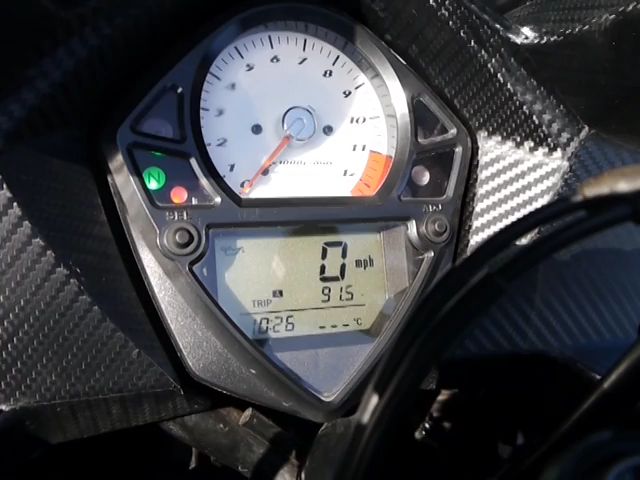 5 6 7 8
4 9
3 10
2 11
1 12
0
x1000r/min
N
SEL
ADJ
0 mph
TRIP A 91.5
10:26 --- °C